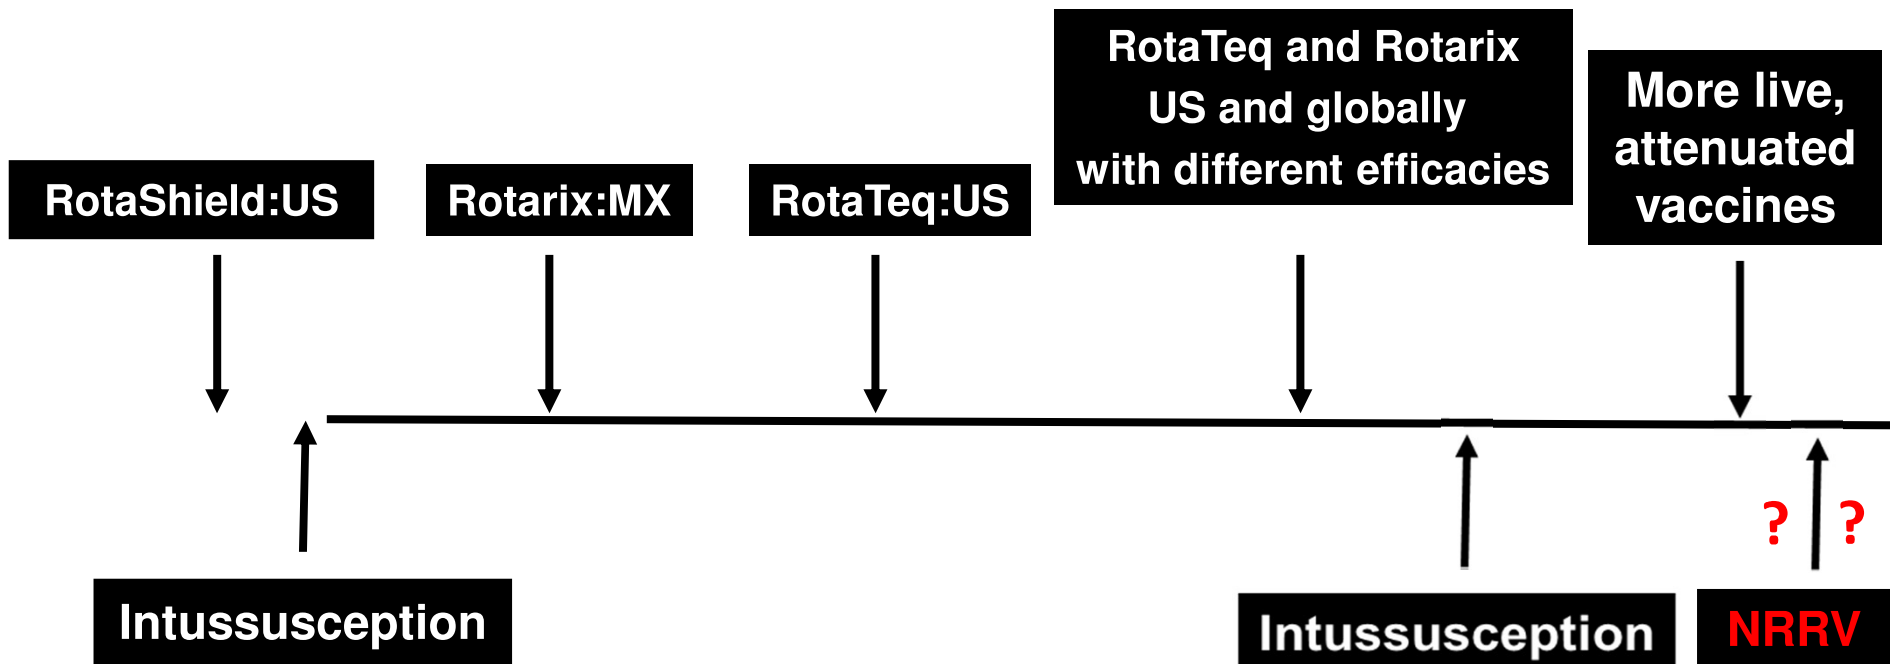 RotaShield:US
Rotarix:MX
RotaTeq:US
RotaTeq and Rotarix
US and globally
with different efficacies
More live,
attenuated
vaccines
Intussusception
Intussusception
? ?
NRRV